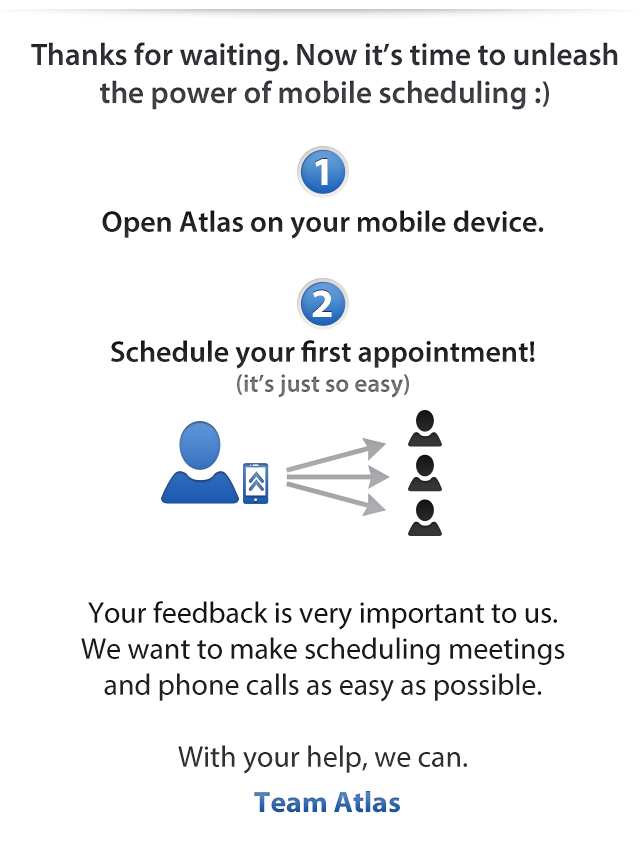 Thanks for waiting. Now it’s time to unleash
the power of mobile scheduling :)
1
Open Atlas on your mobile device.
2
Schedule your first appointment!
(it’s just so easy)
Your feedback is very important to us.
We want to make scheduling meetings
and phone calls as easy as possible.
With your help, we can.
Team Atlas